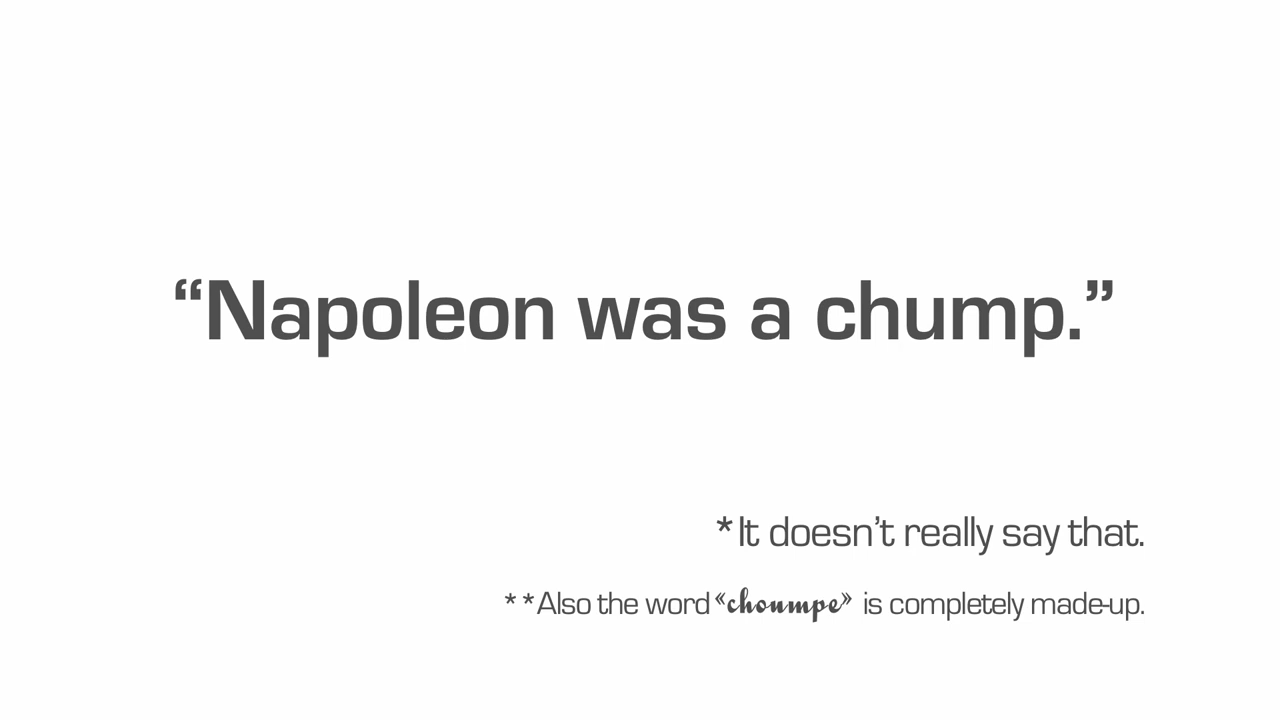 “Napoleon was a chump.”
*It doesn’t really say that.
**Also the word «choumpe» is completely made-up.